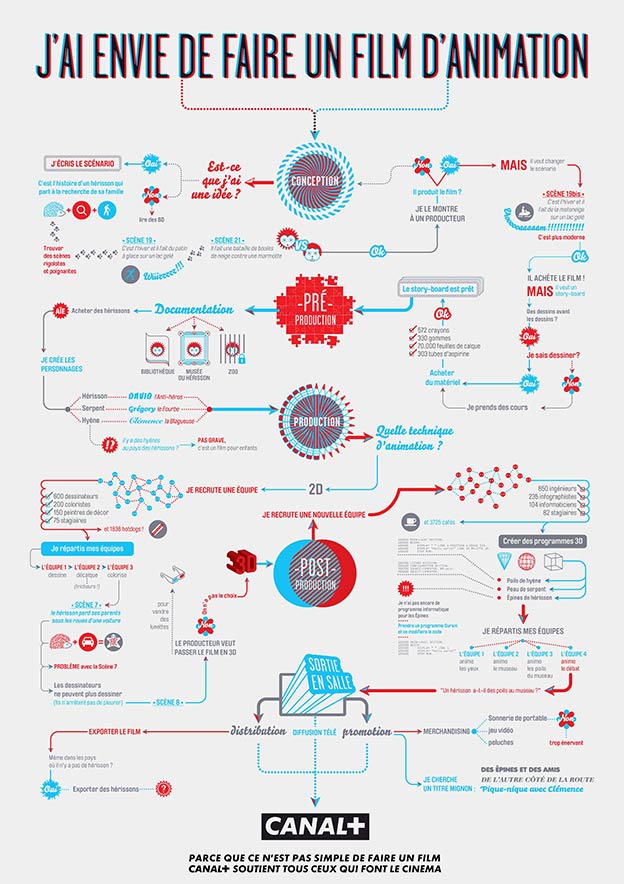 J'AI ENVIE DE FAIRE UN FILM D'ANIMATION
CONCEPTION
Est-ce
que j'ai
une idée ?
Oui
J'ÉCRIS LE SCÉNARIO
C'est l'histoire d'un hérisson qui
part à la recherche de sa famille
Non
lire des BD
Trouver
des scènes
rigolotes
et poignantes
• SCÈNE 19 •
C'est l'hiver et il fait du patin
à glace sur un lac gelé
• SCÈNE 21 •
Il fait une bataille de boules
de neige contre une marmotte
VS
JE LE MONTRE
À UN PRODUCTEUR
Il produit le film ?
Non
Oui
MAIS il veut changer
le scénario
• SCÈNE 19bis •
C'est l'hiver et il
fait de la motoneige
sur un lac gelé
C'est plus moderne
Ok
Ok
IL ACHÈTE LE FILM !
MAIS il veut un
story-board
Des dessins avant
les dessins ?
Oui
Je sais dessiner?
Oui
Non
Je prends des cours
Acheter
du matériel
572 crayons
330 gommes
70.000 feuilles de calque
303 tubes d'aspirine
Ok
Le story-board est prêt
-PRÉ-
PRODUCTION
Documentation
BIBLIOTHÈQUE
MUSÉE
DU HÉRISSON
ZOO
Acheter des hérissons
AÏE
JE CRÉE LES
PERSONNAGES
Hérisson
DAVID l'Anti-héros
Serpent
Grégory le Fourbe
Hyène
Clémence la Blagueuse
Il y a des hyènes
au pays des hérissons ?
PAS GRAVE,
c'est un film pour enfants
PRODUCTION
Quelle technique
d'animation ?
2D
JE RECRUTE UNE ÉQUIPE
600 dessinateurs
200 coloristes
150 peintres de décor
75 stagiaires
et 1836 hotdogs !
Je répartis mes équipes
L'ÉQUIPE 1
dessine
L'ÉQUIPE 2
décalque
(tricheurs !)
L'ÉQUIPE 3
colorise
• SCÈNE 7 •
le hérisson perd ses parents
sous les roues d'une voiture
PROBLÈME avec la Scène 7
Les dessinateurs
ne peuvent plus dessiner
(Ils n'arrêtent pas de pleurer)
• SCÈNE 8 •
LE PRODUCTEUR VEUT
PASSER LE FILM EN 3D
pour
vendre
des
lunettes
Non
On n'a pas le choix
3D
POST
PRODUCTION
JE RECRUTE UNE NOUVELLE ÉQUIPE
650 ingénieurs
235 infographistes
104 informaticiens
82 stagiaires
et 3725 cafés
Créer des programmes 3D
Poils de hyène
Peau de serpent
Épines de hérisson
!!!
Je n'ai pas encore de
programme informatique
pour les Épines
JE RÉPARTIS MES ÉQUIPES
L'ÉQUIPE 1
anime
les yeux
L'ÉQUIPE 2
anime
le museau
L'ÉQUIPE 3
anime
les poils
du museau
L'ÉQUIPE 4
anime
le débat
"Un hérisson a-t-il des poils au museau ?"
SORTIE
EN SALLE
distribution
DIFFUSION TÉLÉ
promotion
EXPORTER LE FILM
Même dans les pays
où il n'y a pas de hérisson ?
Oui
Exporter des hérissons
?
MERCHANDISING
Sonnerie de portable
jeu vidéo
peluches
Non
trop énervant
JE CHERCHE
UN TITRE MIGNON :
DES ÉPINES ET DES AMIS
DE L'AUTRE CÔTÉ DE LA ROUTE
Pique-nique avec Clémence
CANAL+
PARCE QUE CE N'EST PAS SIMPLE DE FAIRE UN FILM
CANAL+ SOUTIENT TOUS CEUX QUI FONT LE CINEMA